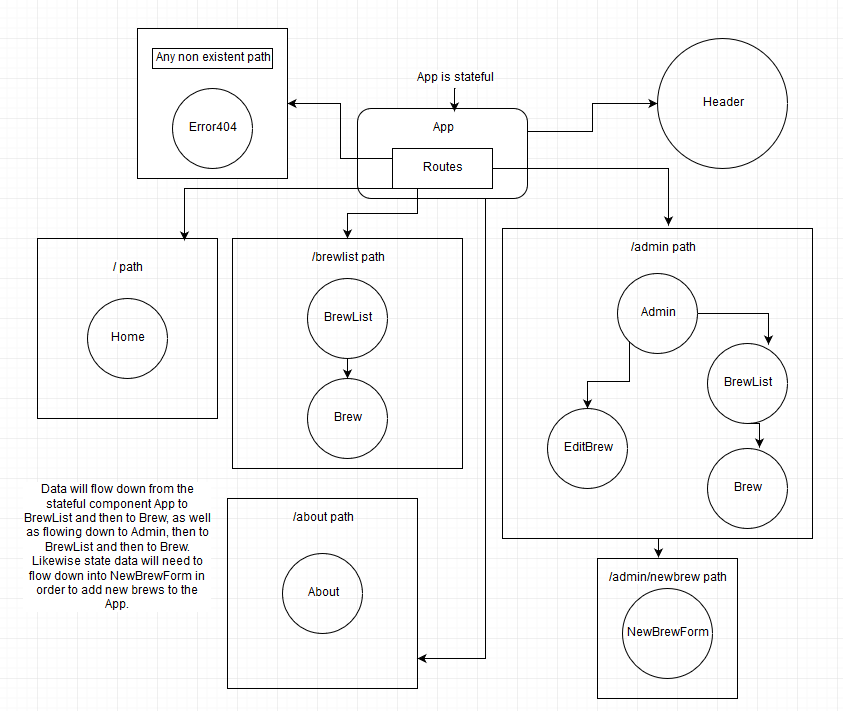 Any non existent path
Error404
App is stateful
App
Routes
Header
/ path
Home
/brewlist path
BrewList
Brew
/admin path
Admin
BrewList
EditBrew
Brew
Data will flow down from the
stateful component App to
BrewList and then to Brew, as well
as flowing down to Admin, then to
BrewList and then to Brew.
Likewise state data will need to
flow down into NewBrewForm in
order to add new brews to the
App.
/about path
About
/admin/newbrew path
NewBrewForm